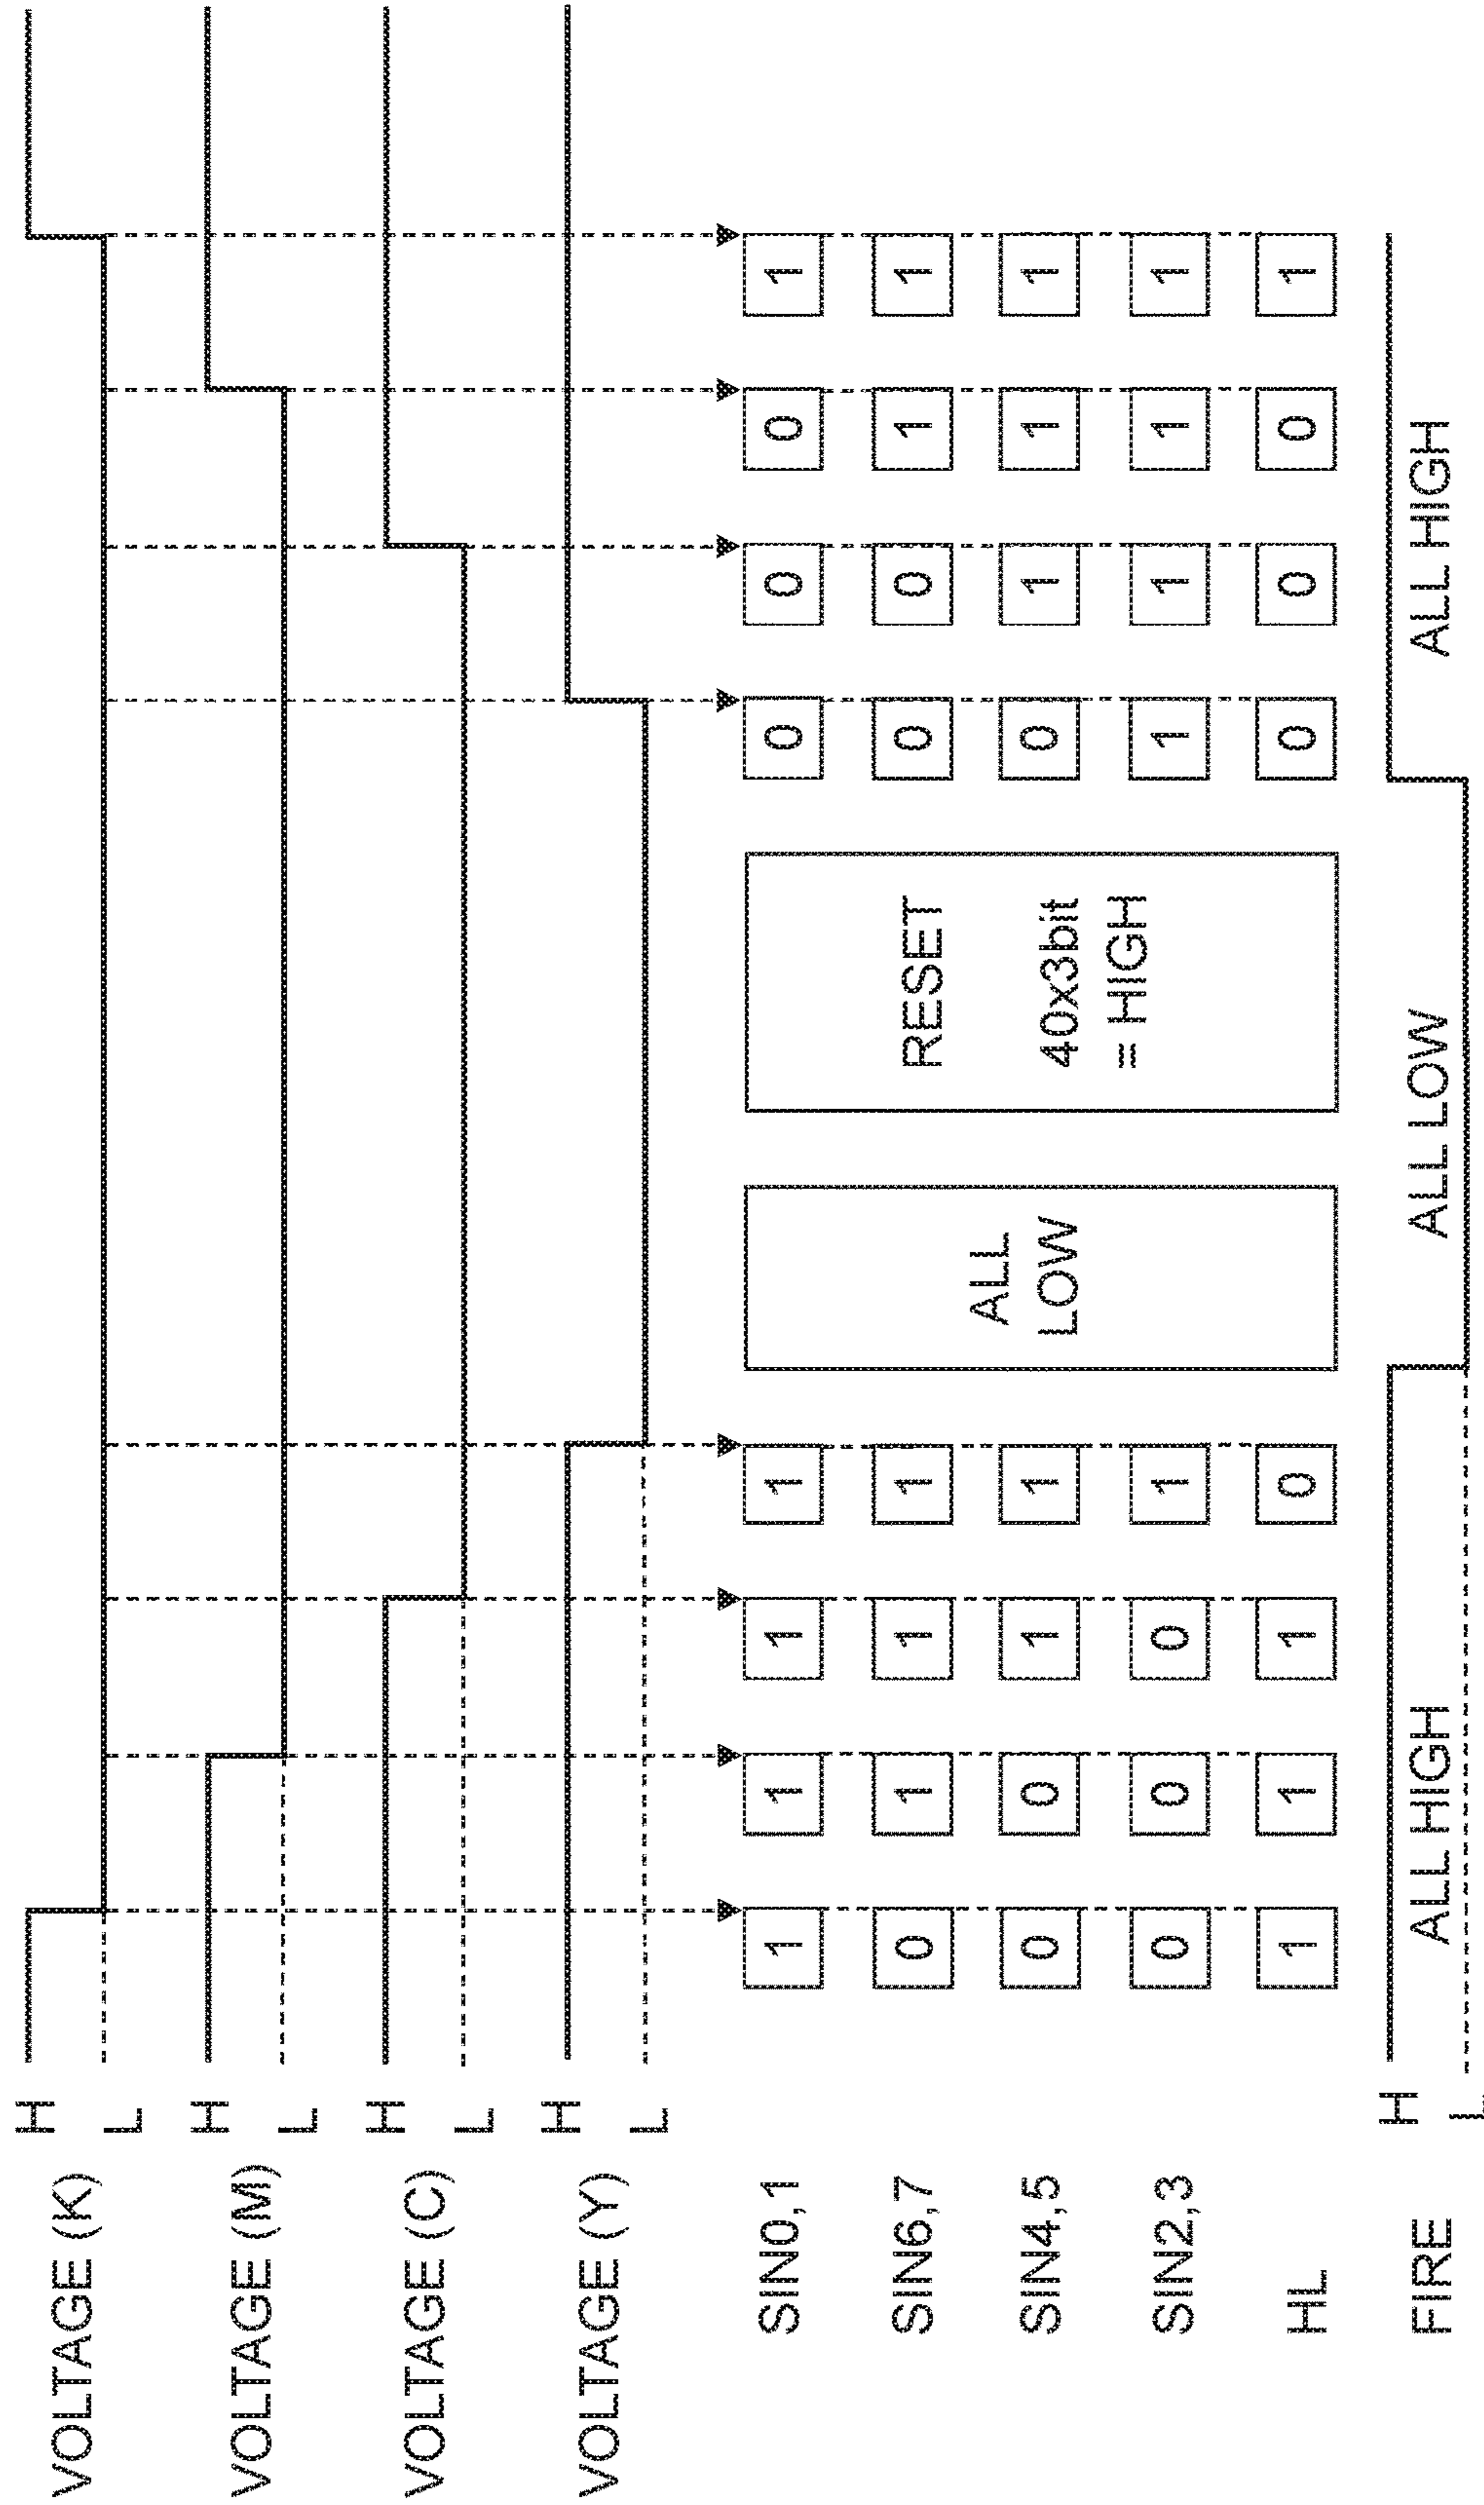 VOLTAGE (K) H
L
VOLTAGE (M) H
L
VOLTAGE (C) H
L
VOLTAGE (Y) H
L
SIN0,1 1 1 1 1 0 0 0 1
SIN6,7 0 1 1 1 0 0 1 1
SIN4,5 0 0 1 1 0 1 1 1
SIN2,3 0 0 0 1 1 1 1 1
HL 1 1 1 0 0 0 0 1
ALL
LOW
RESET
40x3bit
= HIGH
FIRE H
L
ALL HIGH ALL LOW ALL HIGH